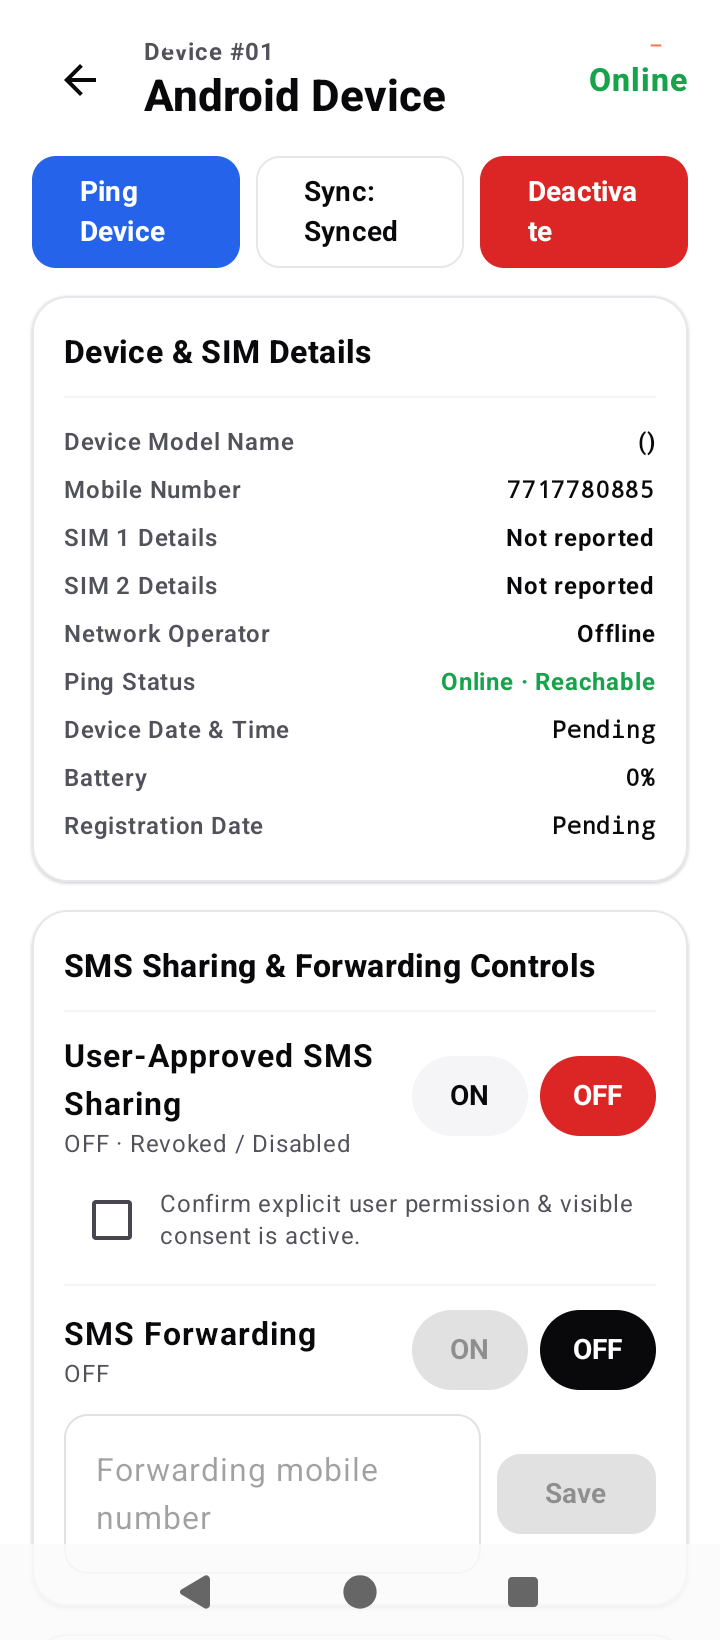 Device #01
Android Device
Online
Ping
Device
Sync:
Synced
Deactiva
te
Device & SIM Details
Device Model Name
()
Mobile Number
7717780885
SIM 1 Details
Not reported
SIM 2 Details
Not reported
Network Operator
Offline
Ping Status
Online · Reachable
Device Date & Time
Pending
Battery
0%
Registration Date
Pending
SMS Sharing & Forwarding Controls
User-Approved SMS
Sharing
ON
OFF
OFF · Revoked / Disabled
Confirm explicit user permission & visible
consent is active.
SMS Forwarding
ON
OFF
OFF
Forwarding mobile
number
Save